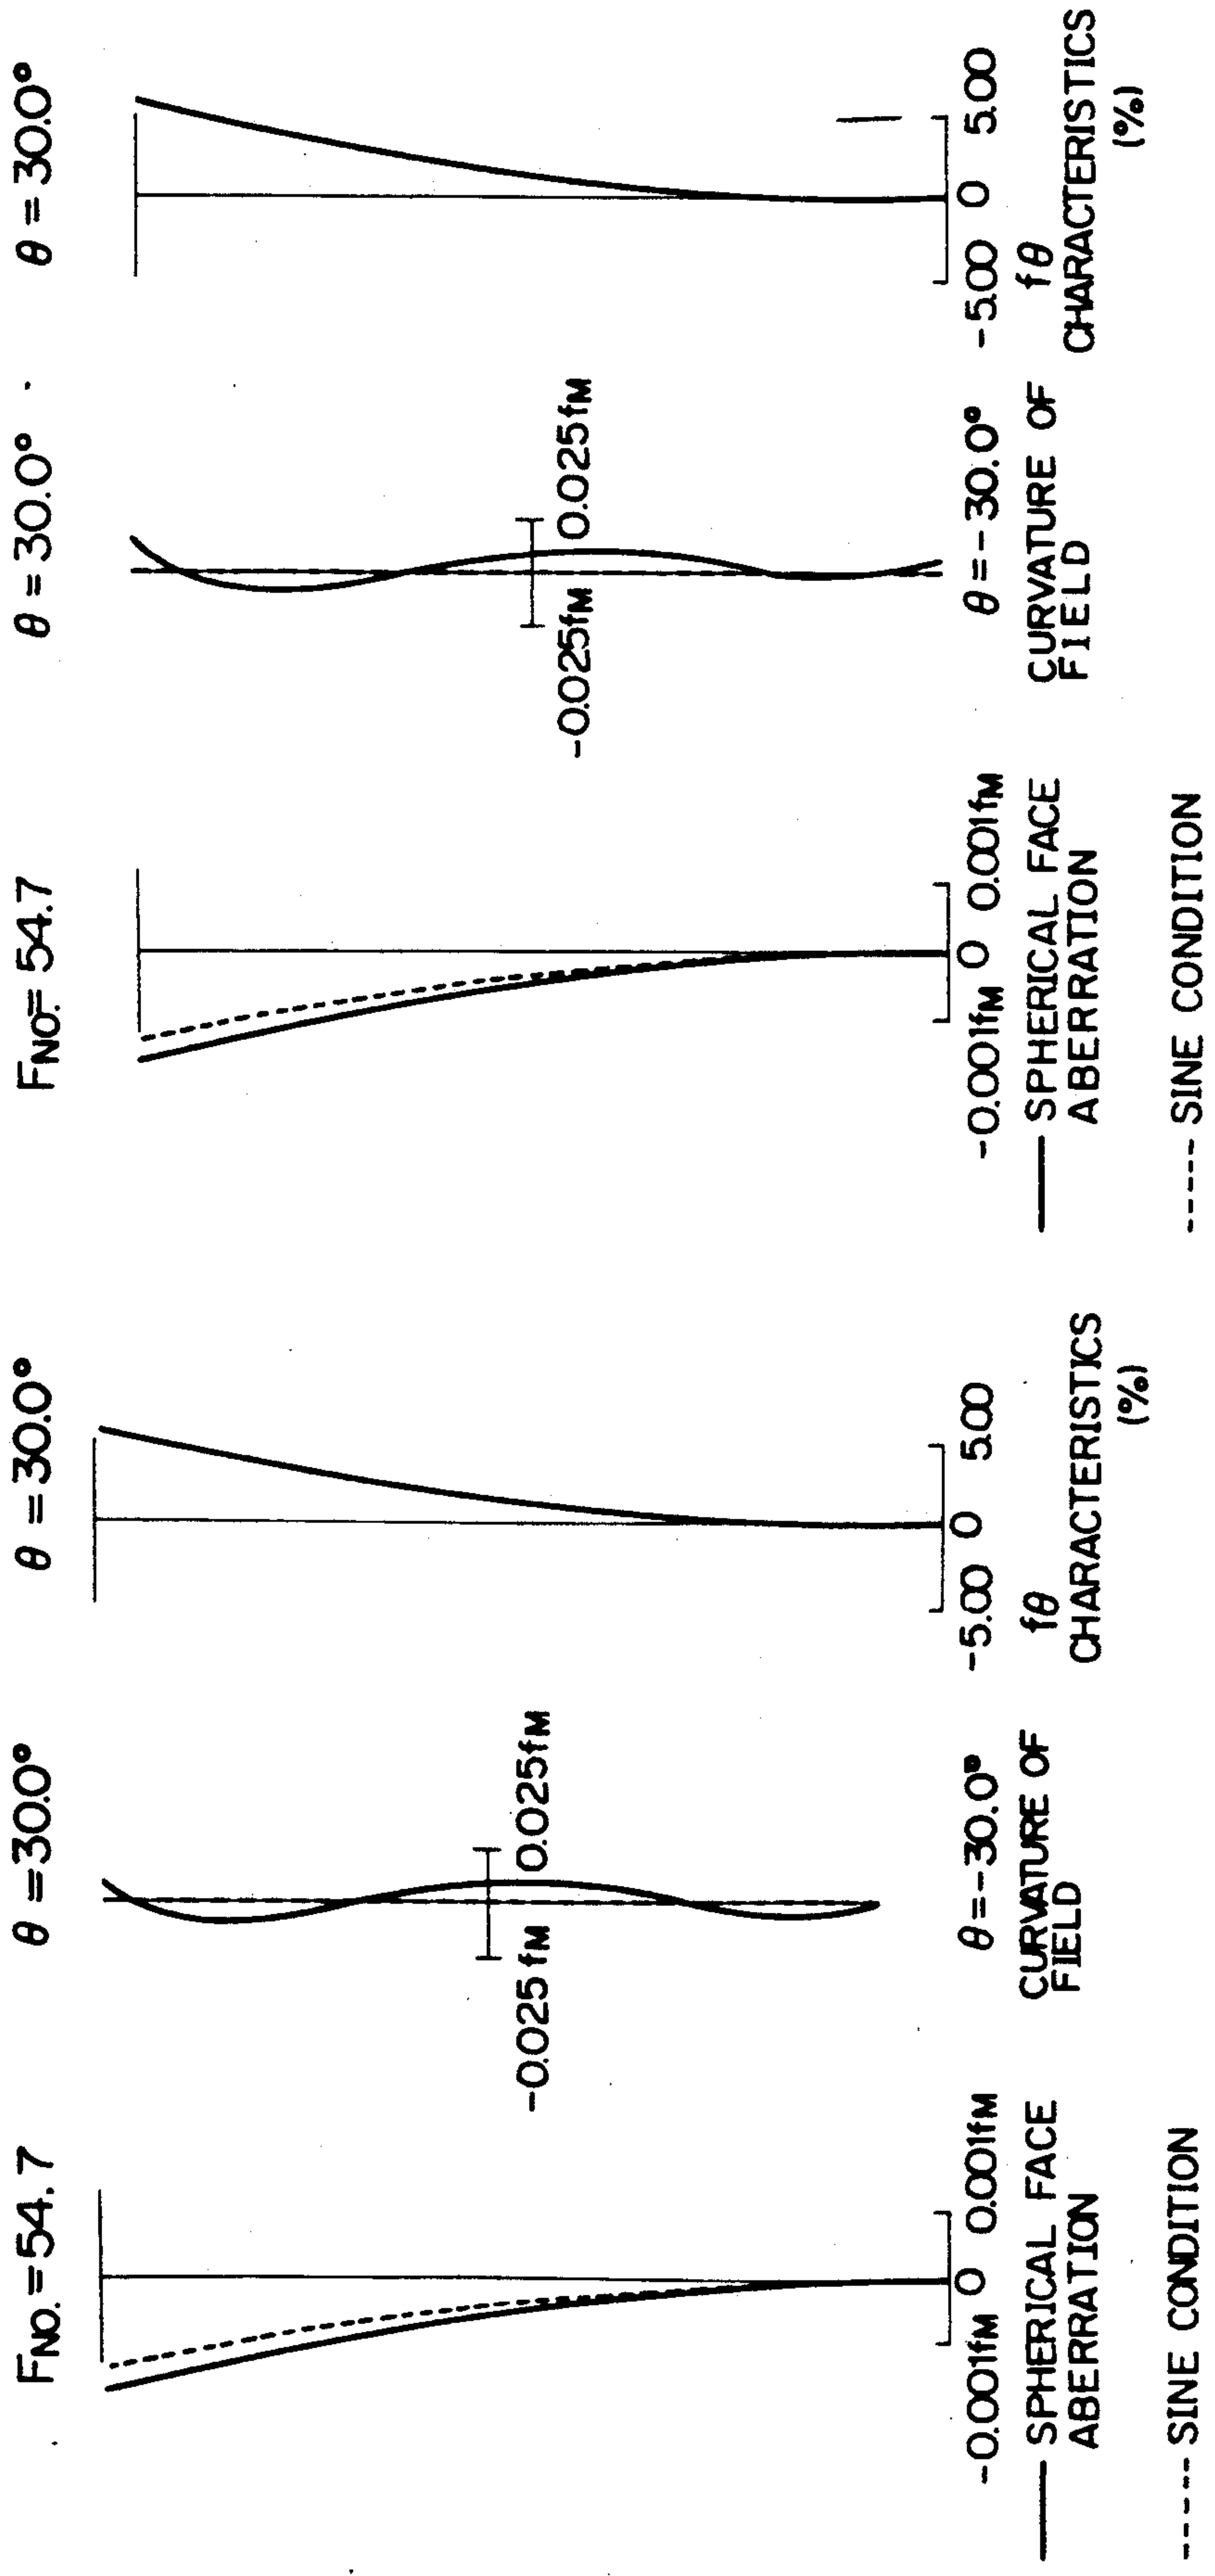 FNO. = 54.7
-0.001fM 0 0.001fM
SPHERICAL FACE
ABERRATION
----- SINE CONDITION
θ = 30.0°
-0.025 fM 0.025fM
θ = -30.0°
CURVATURE OF
FIELD
θ = 30.0°
-5.00 0 5.00
fθ
CHARACTERISTICS
(%)
FNO. = 54.7
-0.001fM 0 0.001fM
SPHERICAL FACE
ABERRATION
----- SINE CONDITION
θ = 30.0°
-0.025fM 0.025fM
θ = -30.0°
CURVATURE OF
FIELD
θ = 30.0°
-5.00 0 5.00
fθ
CHARACTERISTICS
(%)